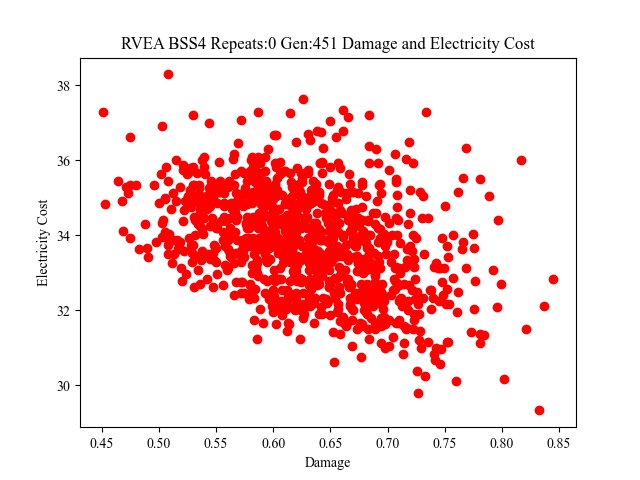 RVEA BSS4 Repeats:0 Gen:451 Damage and Electricity Cost
38
36
34
32
30
Electricity Cost
0.45 0.50 0.55 0.60 0.65 0.70 0.75 0.80 0.85
Damage